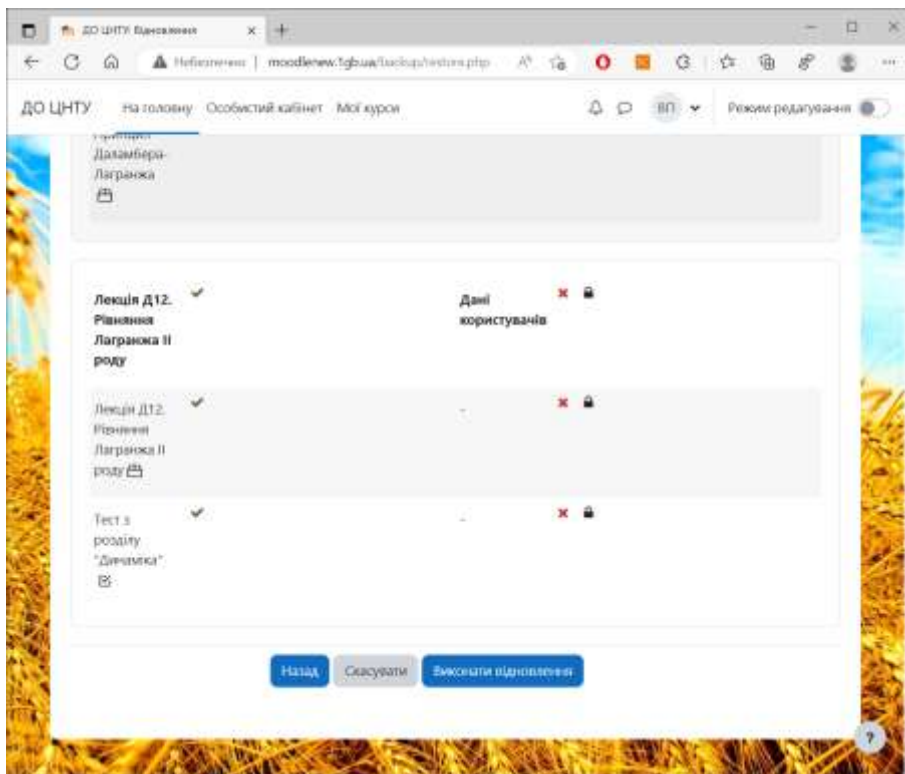 ДО ЦНТУ: Відновлення
Небезпечно | moodlenew.1gb.ua/backup/restore.php
ДО ЦНТУ На головну Особистий кабінет Мої курси ВП Режим редагування
Даламбера-
Лагранжа
Лекція Д12.
Рівняння
Лагранжа ІІ
роду
Дані
користувачів
Лекція Д12.
Рівняння
Лагранжа ІІ
роду
-
Тест з
розділу
"Динаміка"
-
Назад Скасувати Виконати відновлення
?